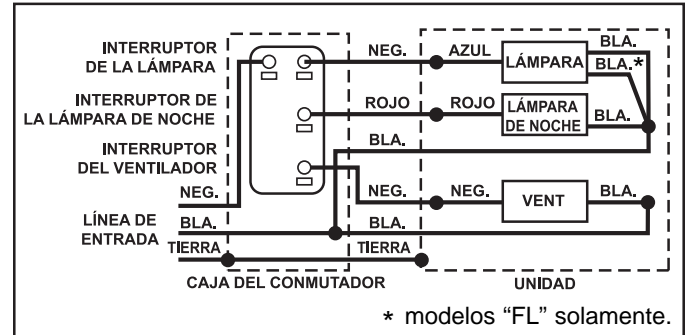 INTERRUPTOR
DE LA LÁMPARA
INTERRUPTOR DE
LA LÁMPARA DE NOCHE
INTERRUPTOR
DEL VENTILADOR
NEG.
LÍNEA DE
ENTRADA
BLA.
TIERRA
CAJA DEL CONMUTADOR
NEG.
ROJO
BLA.
NEG.
BLA.
TIERRA
AZUL
LÁMPARA
BLA.
BLA.*
ROJO
LÁMPARA
DE NOCHE
BLA.
NEG.
VENT
BLA.
UNIDAD
* modelos “FL” solamente.